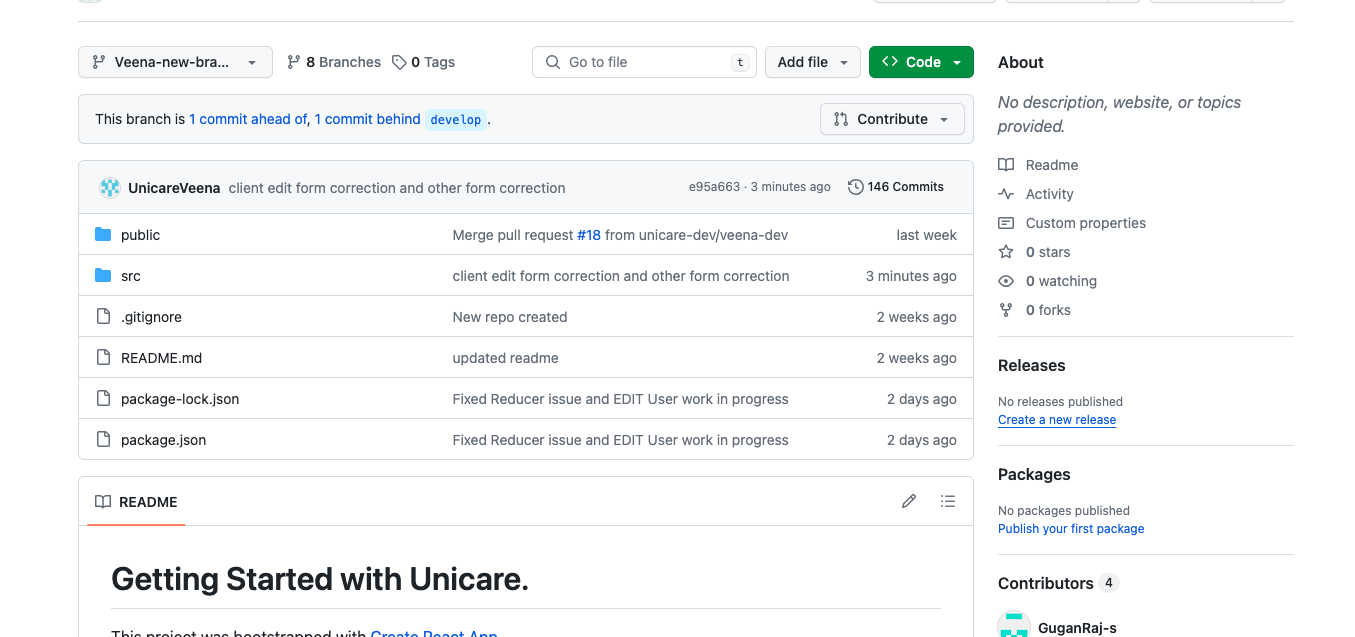 Veena-new-bra...
8 Branches
0 Tags
Go to file
t
Add file
Code
This branch is 1 commit ahead of, 1 commit behind develop .
Contribute
UnicareVeena client edit form correction and other form correction
e95a663 · 3 minutes ago
146 Commits
public Merge pull request #18 from unicare-dev/veena-dev last week
src client edit form correction and other form correction 3 minutes ago
.gitignore New repo created 2 weeks ago
README.md updated readme 2 weeks ago
package-lock.json Fixed Reducer issue and EDIT User work in progress 2 days ago
package.json Fixed Reducer issue and EDIT User work in progress 2 days ago
README
Getting Started with Unicare.
This project was bootstrapped with Create React App
About
No description, website, or topics
provided.
Readme
Activity
Custom properties
0 stars
0 watching
0 forks
Releases
No releases published
Create a new release
Packages
No packages published
Publish your first package
Contributors 4
GuganRaj-s